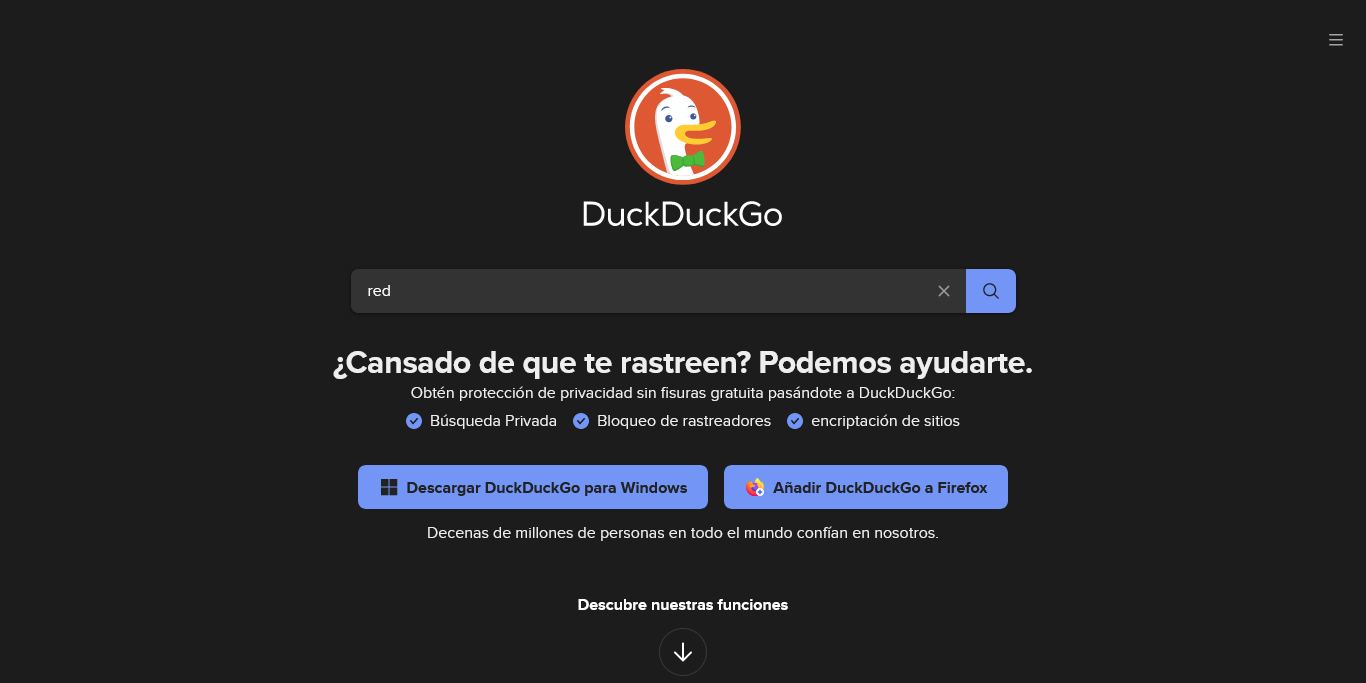 DuckDuckGo
red
¿Cansado de que te rastreen? Podemos ayudarte.
Obtén protección de privacidad sin fisuras gratuita pasándote a DuckDuckGo:
Búsqueda Privada Bloqueo de rastreadores encriptación de sitios
Descargar DuckDuckGo para Windows Añadir DuckDuckGo a Firefox
Decenas de millones de personas en todo el mundo confían en nosotros.
Descubre nuestras funciones